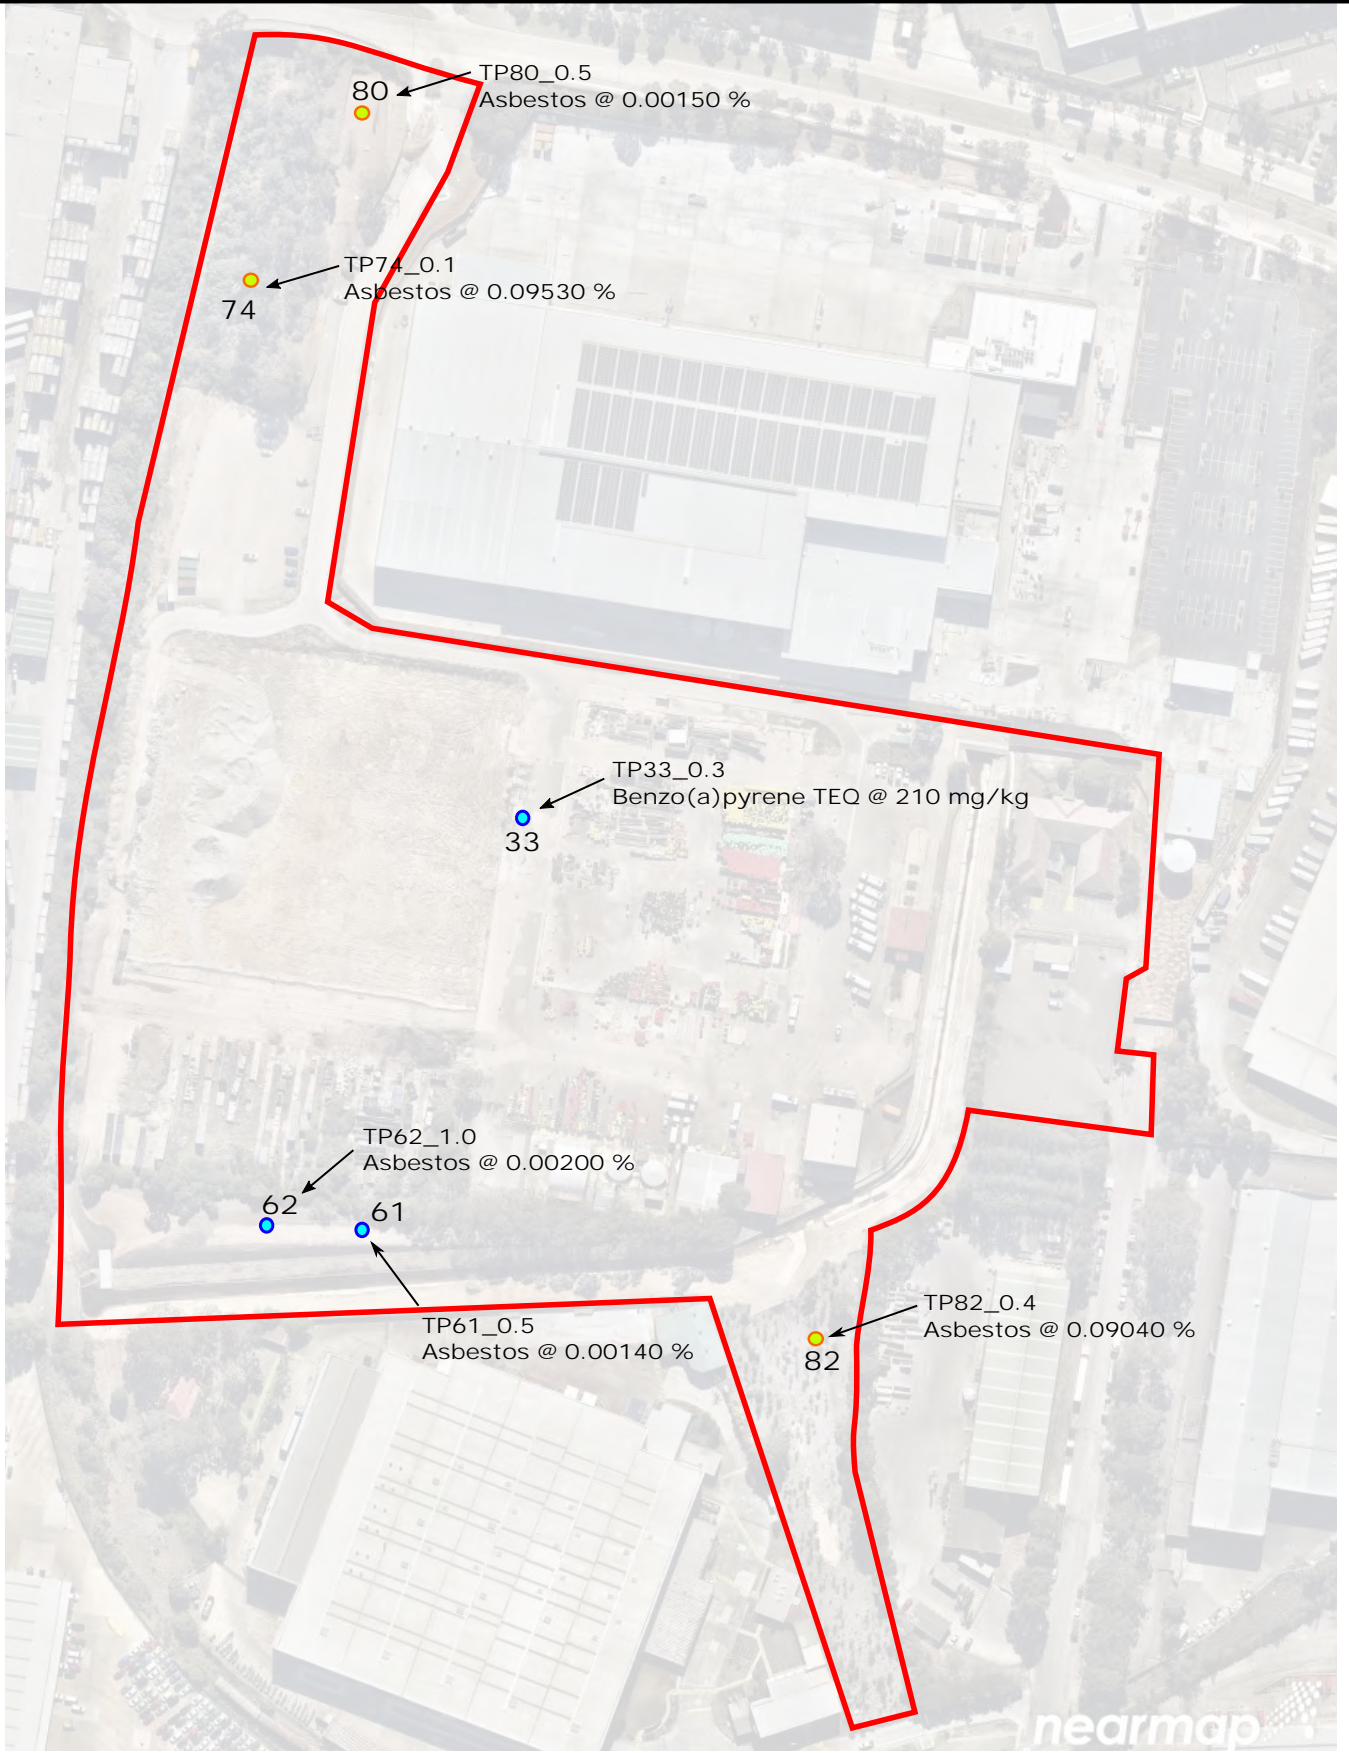 TP80_0.5
Asbestos @ 0.00150 %
80
TP74_0.1
Asbestos @ 0.09530 %
74
TP33_0.3
Benzo(a)pyrene TEQ @ 210 mg/kg
33
TP62_1.0
Asbestos @ 0.00200 %
62
61
TP61_0.5
Asbestos @ 0.00140 %
TP82_0.4
Asbestos @ 0.09040 %
82
nearmap